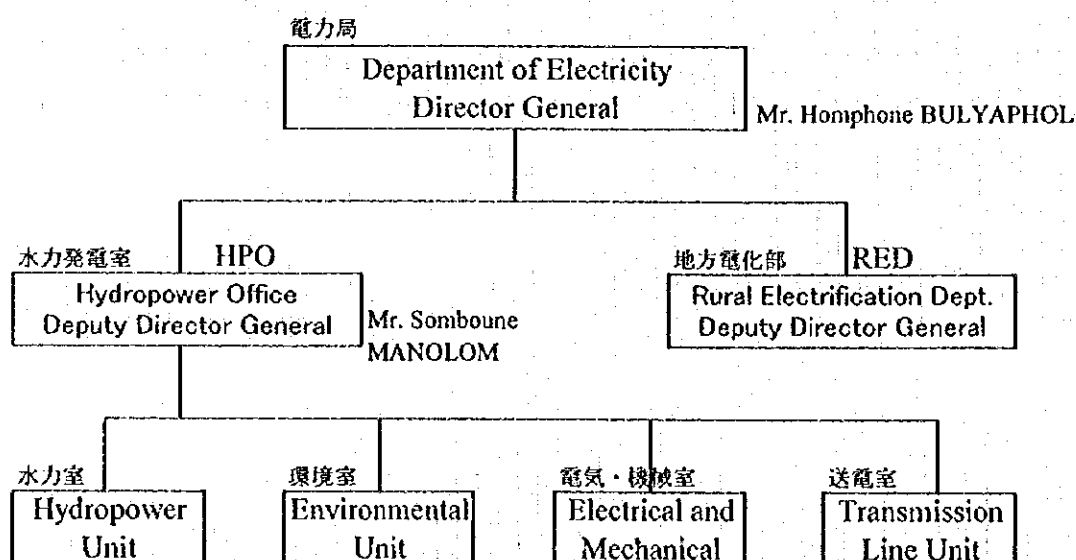 電力局
Department of Electricity
Director General
Mr. Homphone BULYAPHOL
水力発電室
HPO
Hydropower Office
Deputy Director General
Mr. Somboune
MANOLOM
地方電化部
RED
Rural Electrification Dept.
Deputy Director General
水力室
Hydropower
Unit
環境室
Environmental
Unit
電気・機械室
Electrical and
Mechanical
送電室
Transmission
Line Unit